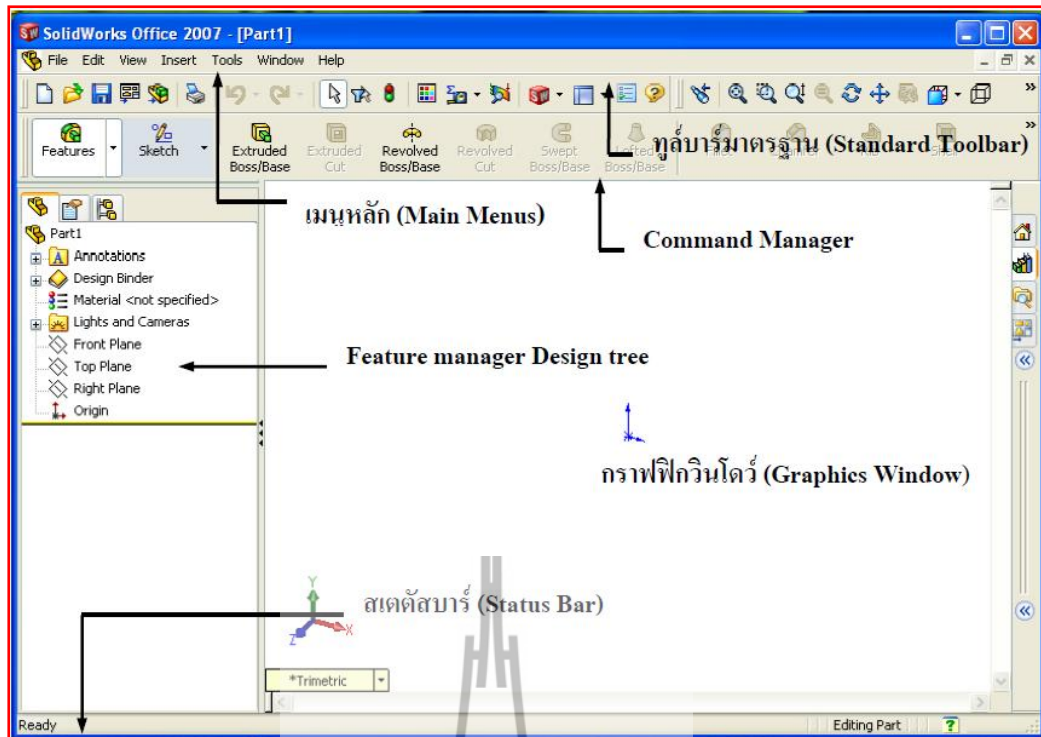 SolidWorks Office 2007 - [Part1]
File Edit View Insert Tools Window Help
Features Sketch Extruded Boss/Base Extruded Cut Revolved Boss/Base Revolved Cut Swept Boss/Base Lofted Boss/Base
ทูล์บาร์มาตรฐาน (Standard Toolbar)
เมนูหลัก (Main Menus)
Command Manager
Part1
Annotations
Design Binder
Material <not specified>
Lights and Cameras
Front Plane
Top Plane
Right Plane
Origin
Feature manager Design tree
กราฟฟิกวินโดว์ (Graphics Window)
สเตตัสบาร์ (Status Bar)
Y
X
Z
*Trimetric
Ready
Editing Part